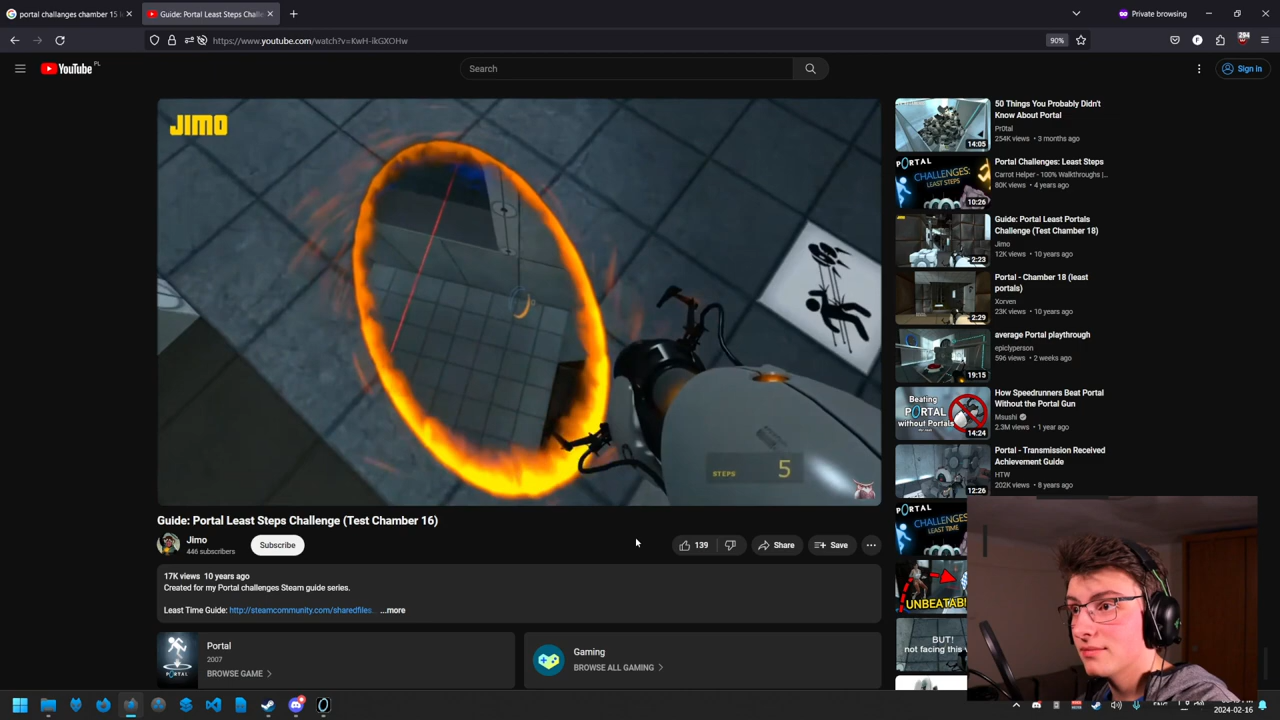 portal challanges chamber 15 l
Guide: Portal Least Steps Challe
Private browsing
https://www.youtube.com/watch?v=KwH-ikGXOHw
90%
294
YouTube PL
Search
Sign in
JIMO
STEPS 5
Guide: Portal Least Steps Challenge (Test Chamber 16)
Jimo
446 subscribers
Subscribe
139
Share
Save
17K views 10 years ago
Created for my Portal challenges Steam guide series.
Least Time Guide: http://steamcommunity.com/sharedfiles... ...more
Portal
2007
BROWSE GAME
Gaming
BROWSE ALL GAMING
14:05
50 Things You Probably Didn't
Know About Portal
Pr0tal
254K views • 3 months ago
PORTAL
CHALLENGES:
LEAST STEPS
10:26
Portal Challenges: Least Steps
Carrot Helper - 100% Walkthroughs |...
80K views • 4 years ago
2:23
Guide: Portal Least Portals
Challenge (Test Chamber 18)
Jimo
12K views • 10 years ago
2:29
Portal - Chamber 18 (least
portals)
Xorven
23K views • 10 years ago
19:15
average Portal playthrough
epiclyperson
596 views • 2 weeks ago
Beating
PORTAL
without Portals
14:24
How Speedrunners Beat Portal
Without the Portal Gun
Msushi
2.3M views • 1 year ago
12:26
Portal - Transmission Received
Achievement Guide
HTW
202K views • 8 years ago
PORTAL
CHALLENGES
LEAST TIME
UNBEATABL
BUT!
not facing this
2024-02-16